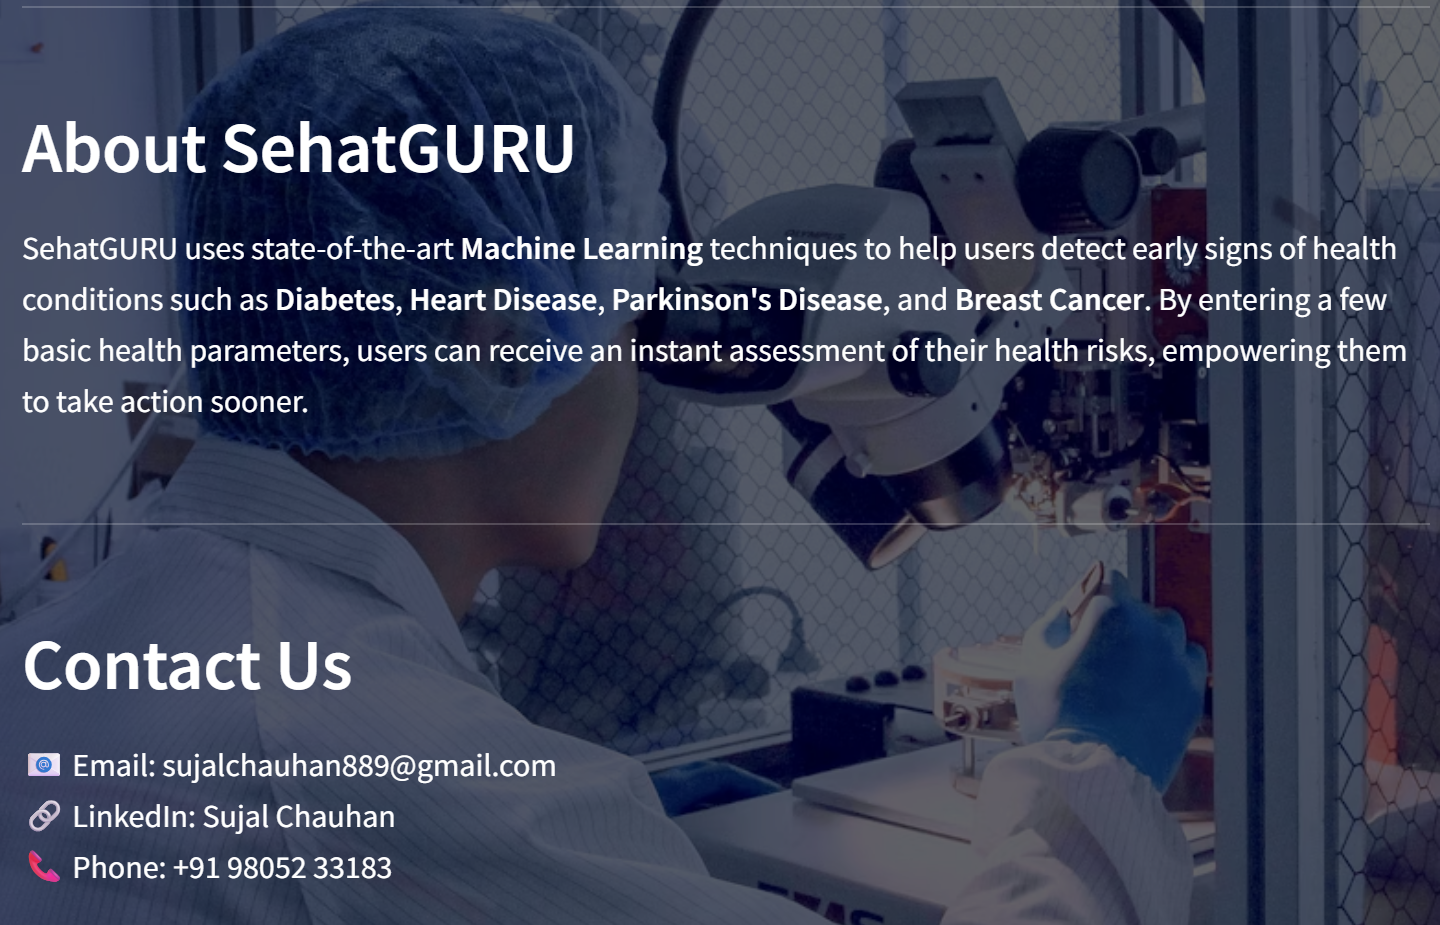 About SehatGURU
SehatGURU uses state-of-the-art Machine Learning techniques to help users detect early signs of health
conditions such as Diabetes, Heart Disease, Parkinson's Disease, and Breast Cancer. By entering a few
basic health parameters, users can receive an instant assessment of their health risks, empowering them
to take action sooner.
Contact Us
📧 Email: sujalchauhan889@gmail.com
🔗 LinkedIn: Sujal Chauhan
📞 Phone: +91 98052 33183